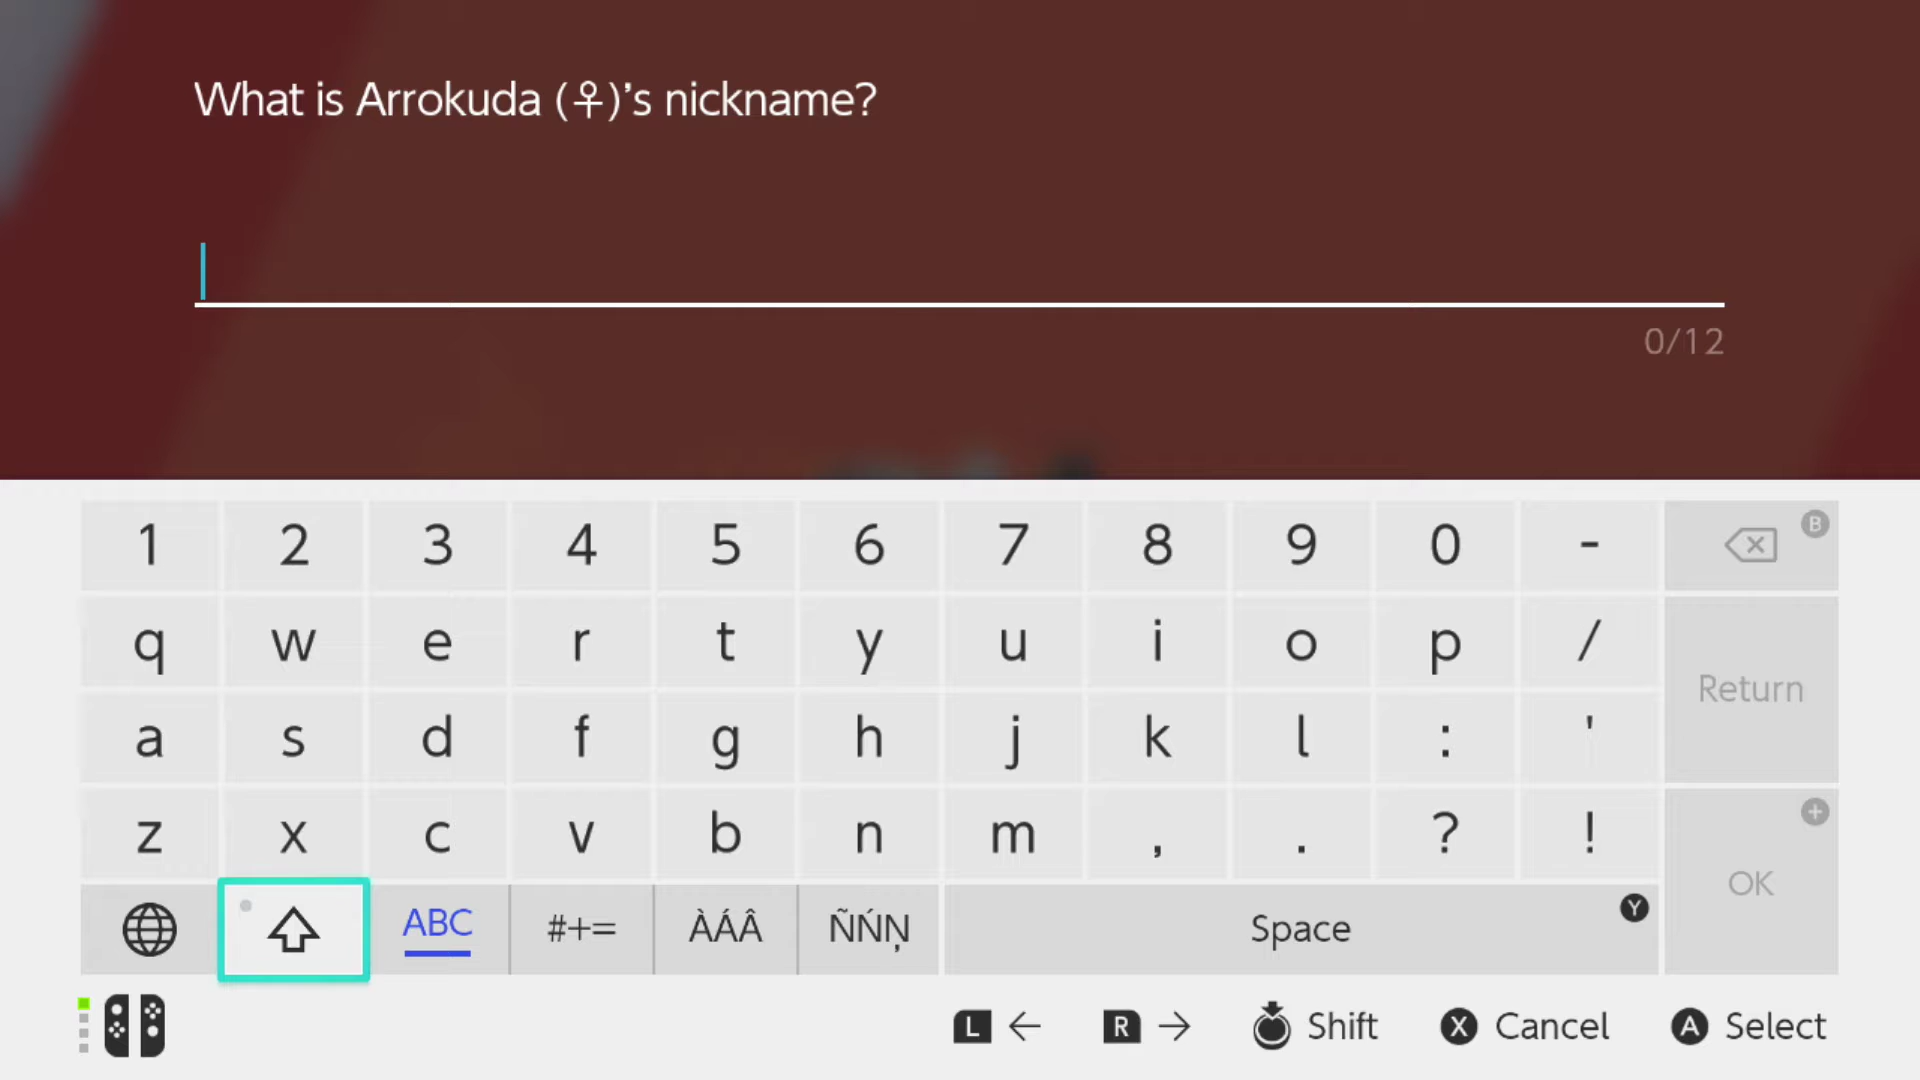 What is Arrokuda (♀)’s nickname?
0/12
1 2 3 4 5 6 7 8 9 0 - B
q w e r t y u i o p /
Return
a s d f g h j k l : '
z x c v b n m , . ? ! +
OK
ABC #+= ÀÁÂ ÑŃŅ Space Y
L ← R → Shift X Cancel A Select